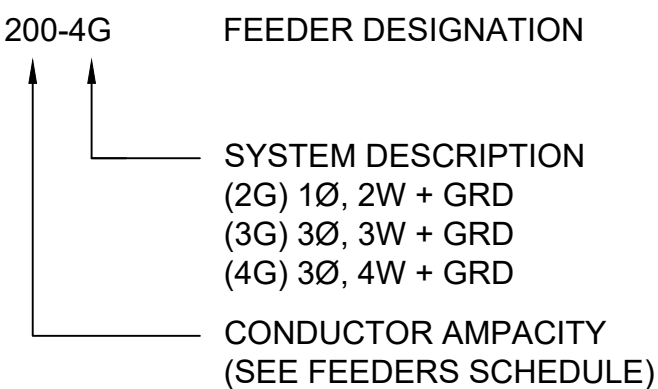 200-4G FEEDER DESIGNATION
SYSTEM DESCRIPTION
(2G) 1Ø, 2W + GRD
(3G) 3Ø, 3W + GRD
(4G) 3Ø, 4W + GRD
CONDUCTOR AMPACITY
(SEE FEEDERS SCHEDULE)